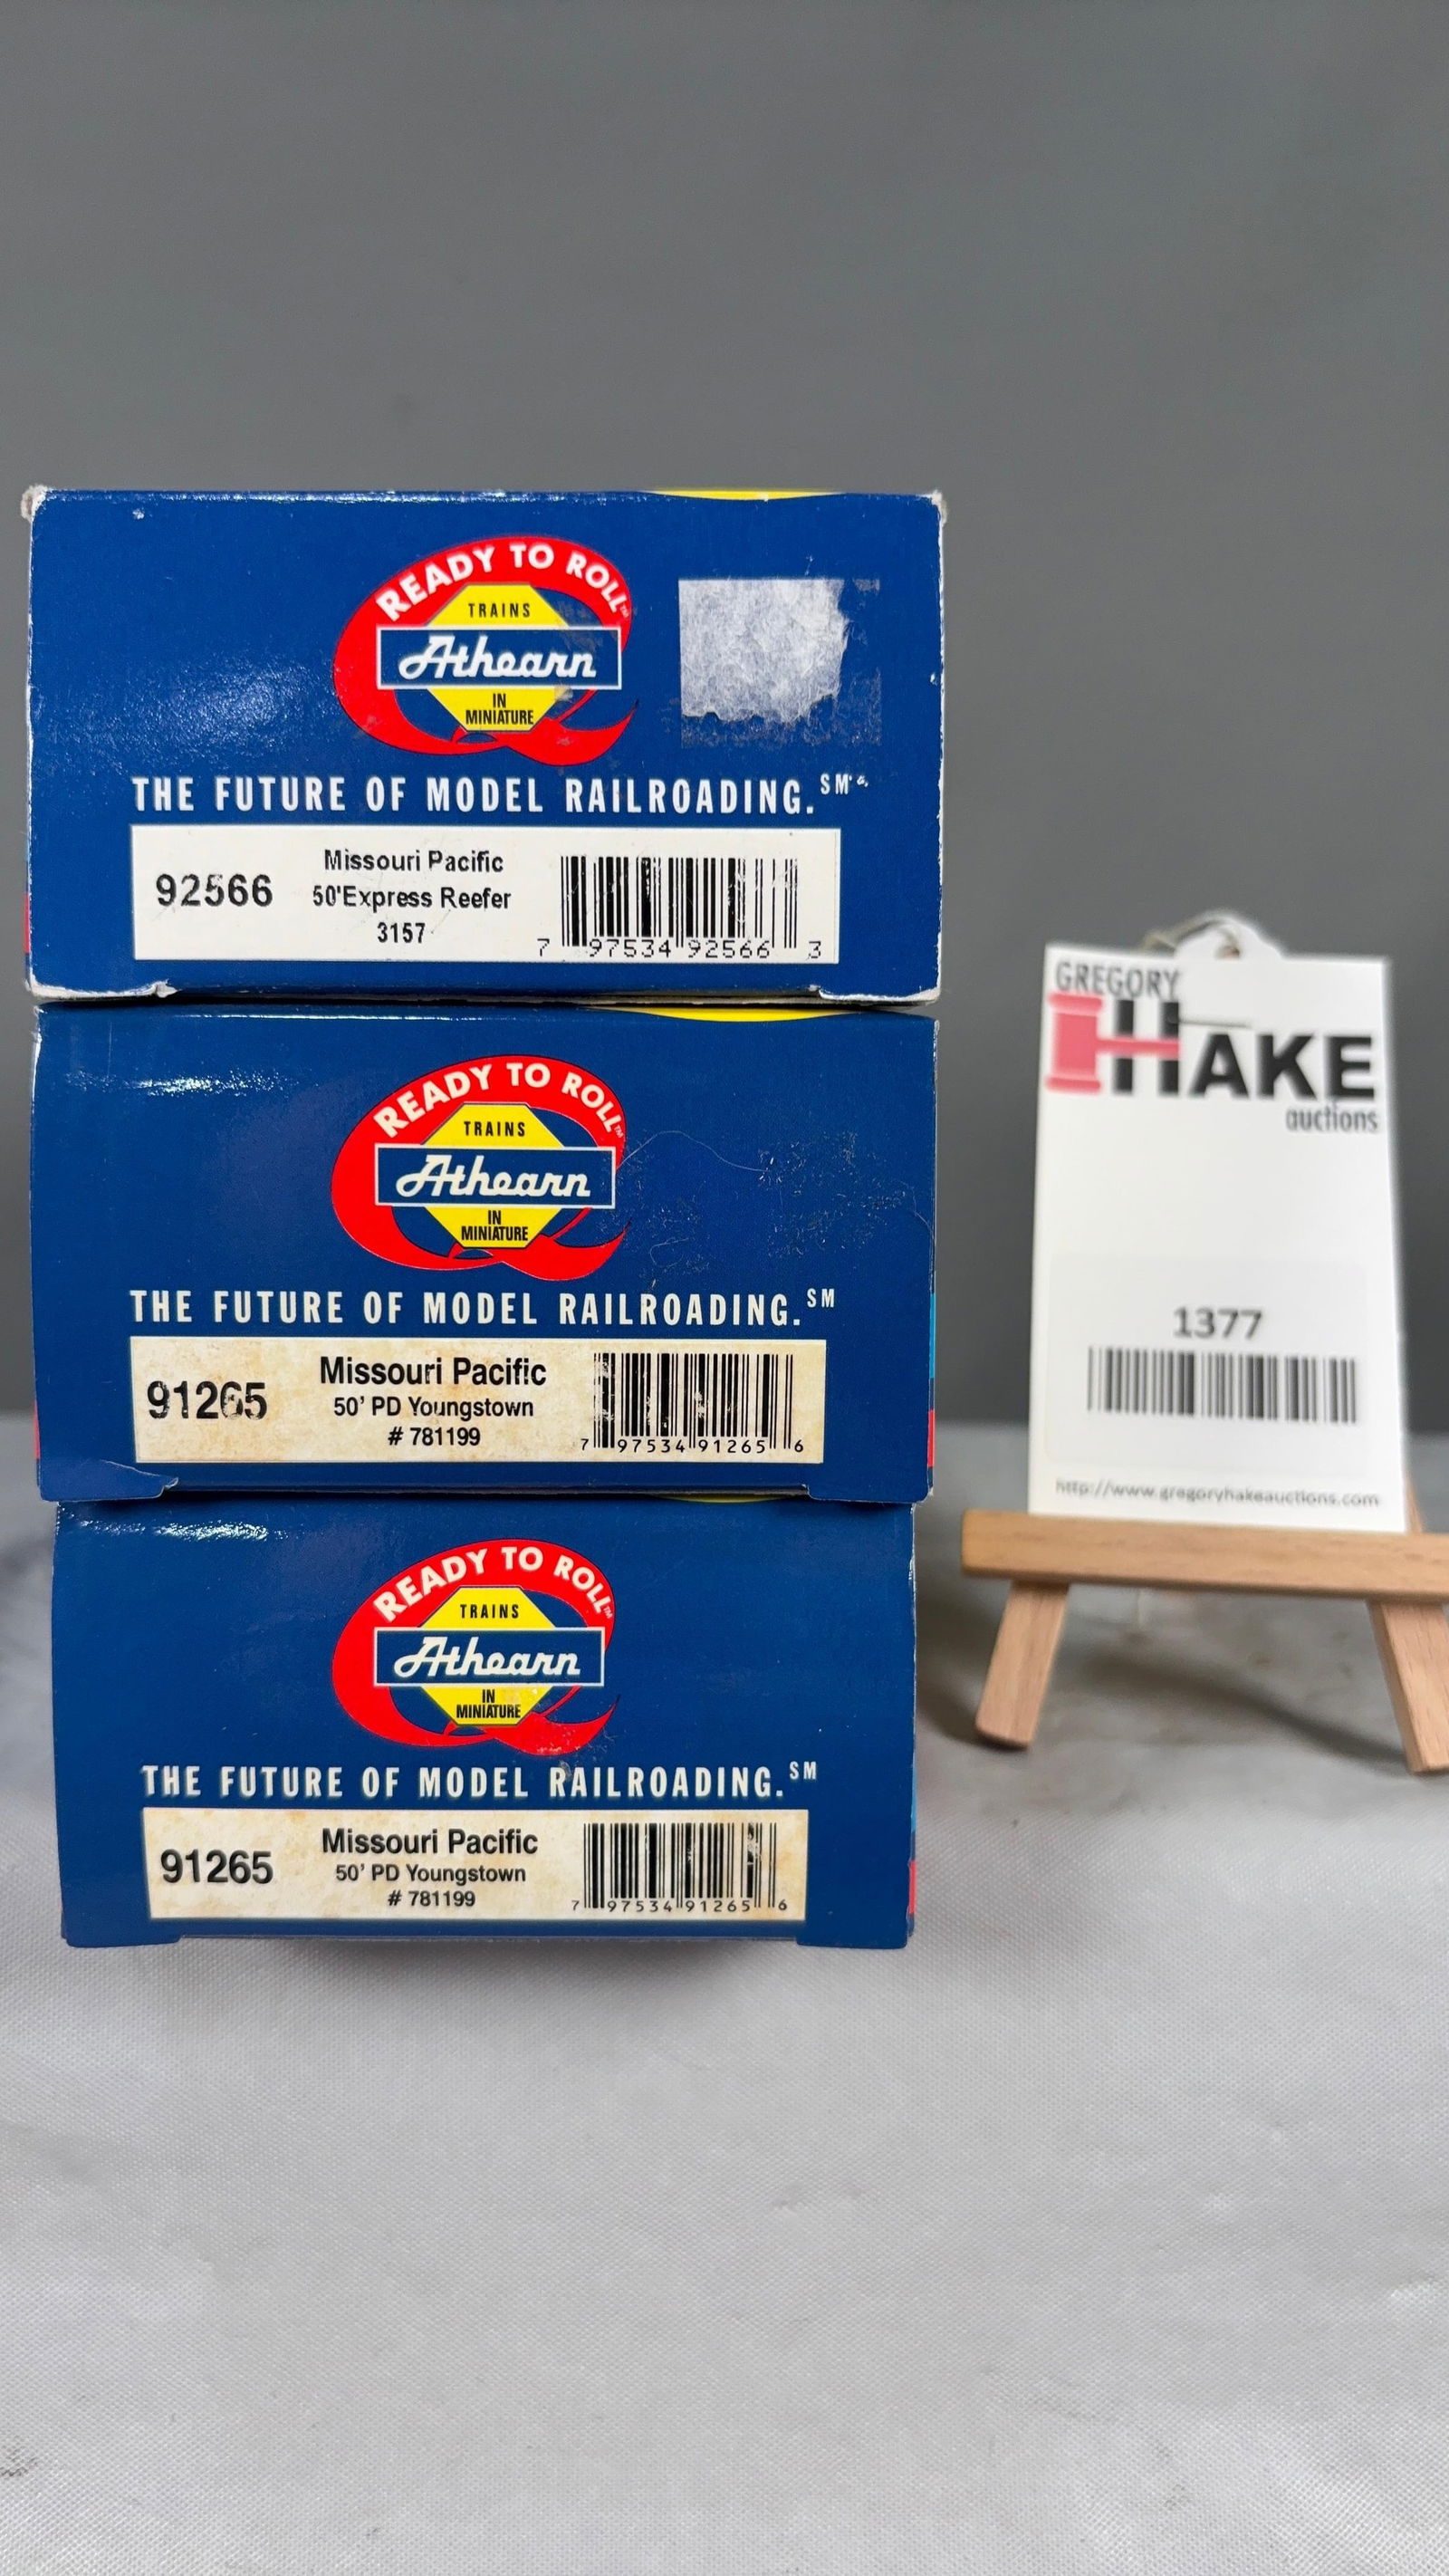 READY TO ROLL™
TRAINS
Athearn
IN
MINIATURE
THE FUTURE OF MODEL RAILROADING.SM
92566
Missouri Pacific
50'Express Reefer
3157
7 97534 92566 3
READY TO ROLL™
TRAINS
Athearn
IN
MINIATURE
THE FUTURE OF MODEL RAILROADING.SM
91265
Missouri Pacific
50' PD Youngstown
# 781199
7 97534 91265 6
READY TO ROLL™
TRAINS
Athearn
IN
MINIATURE
THE FUTURE OF MODEL RAILROADING.SM
91265
Missouri Pacific
50' PD Youngstown
# 781199
7 97534 91265 6
GREGORY
HAKE
auctions
1377
http://www.gregoryhakeauctions.com